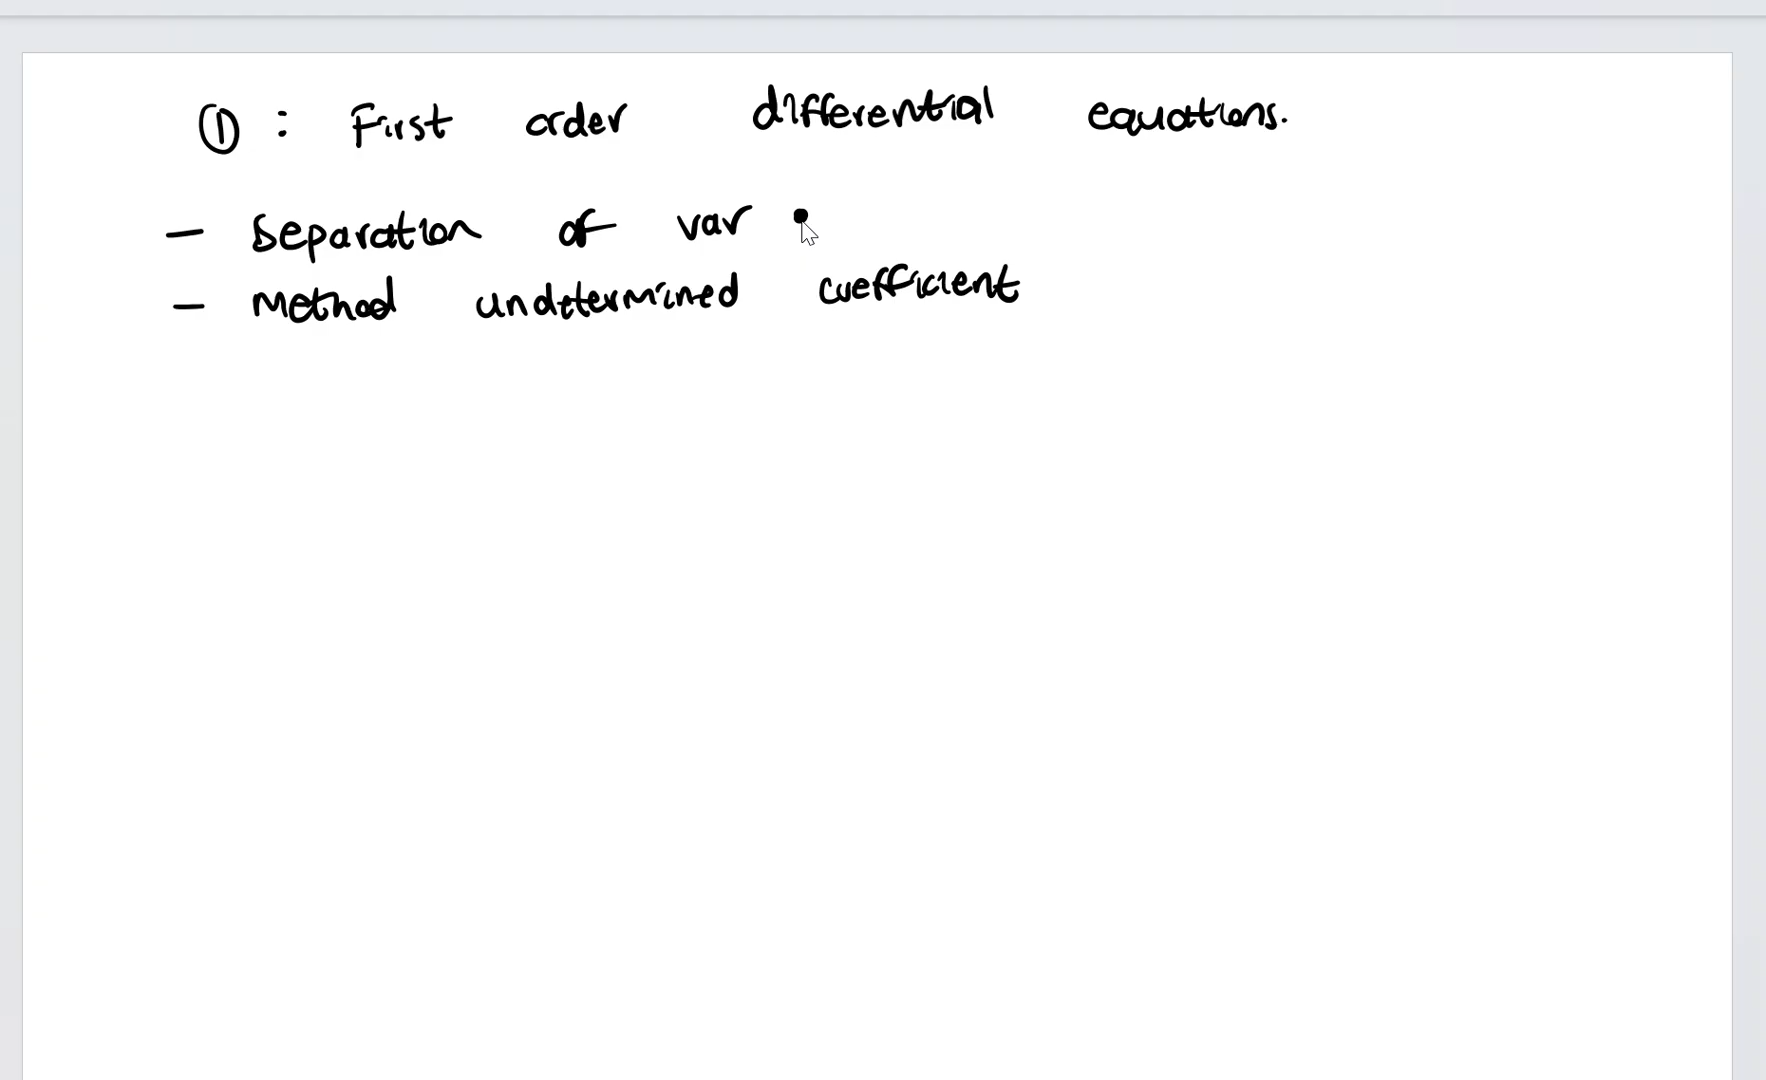 ① : First order differential equations.
- Separation of var
- Method undetermined coefficient